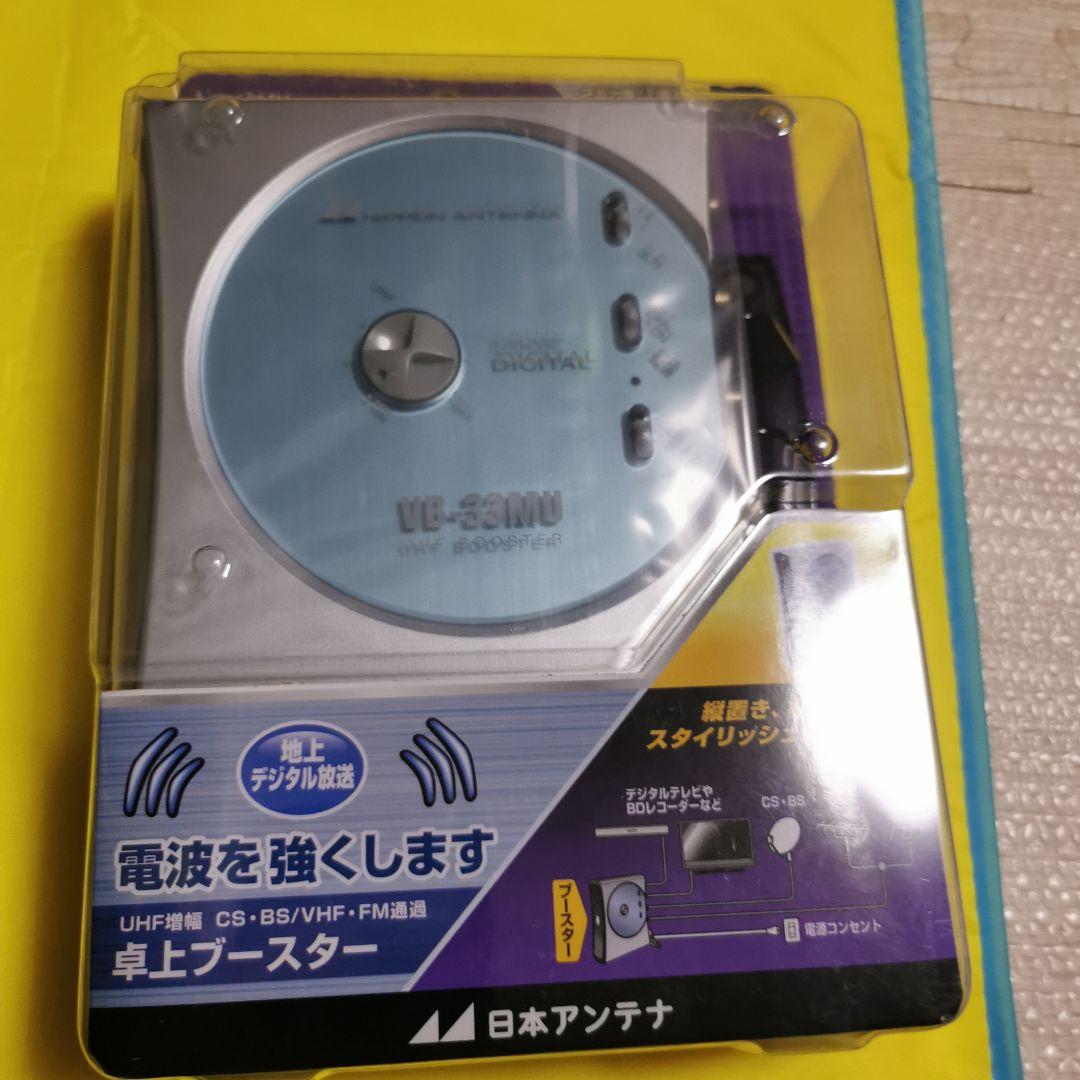 NIPPON ANTENNA
UHF
DIGITAL
VB-33MU
UHF BOOSTER
地上
デジタル放送
電波を強くします
UHF増幅 CS・BS/VHF・FM通過
卓上ブースター
縦置き、
スタイリッシュ
デジタルテレビや
BDレコーダーなど
CS・BS
ブースター
電源コンセント
日本アンテナ